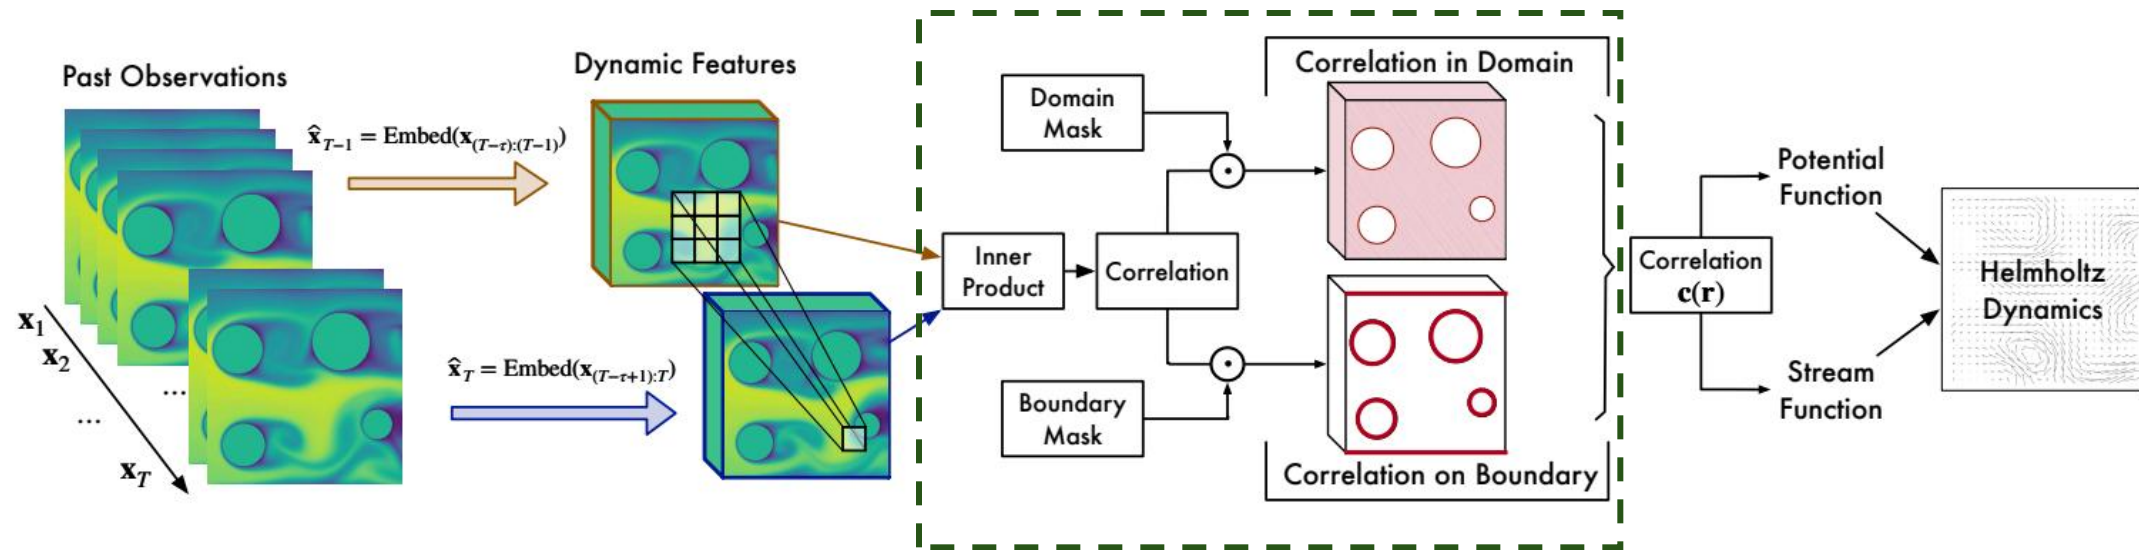 Past Observations
x̂_{T−1} = Embed(x_{(T−τ):(T−1)})
x̂_T = Embed(x_{(T−τ+1):T})
x_1
x_2
...
x_T
...
Dynamic Features
Inner
Product
Correlation
Domain
Mask
Boundary
Mask
Correlation in Domain
Correlation on Boundary
Correlation
c(r)
Potential
Function
Stream
Function
Helmholtz
Dynamics